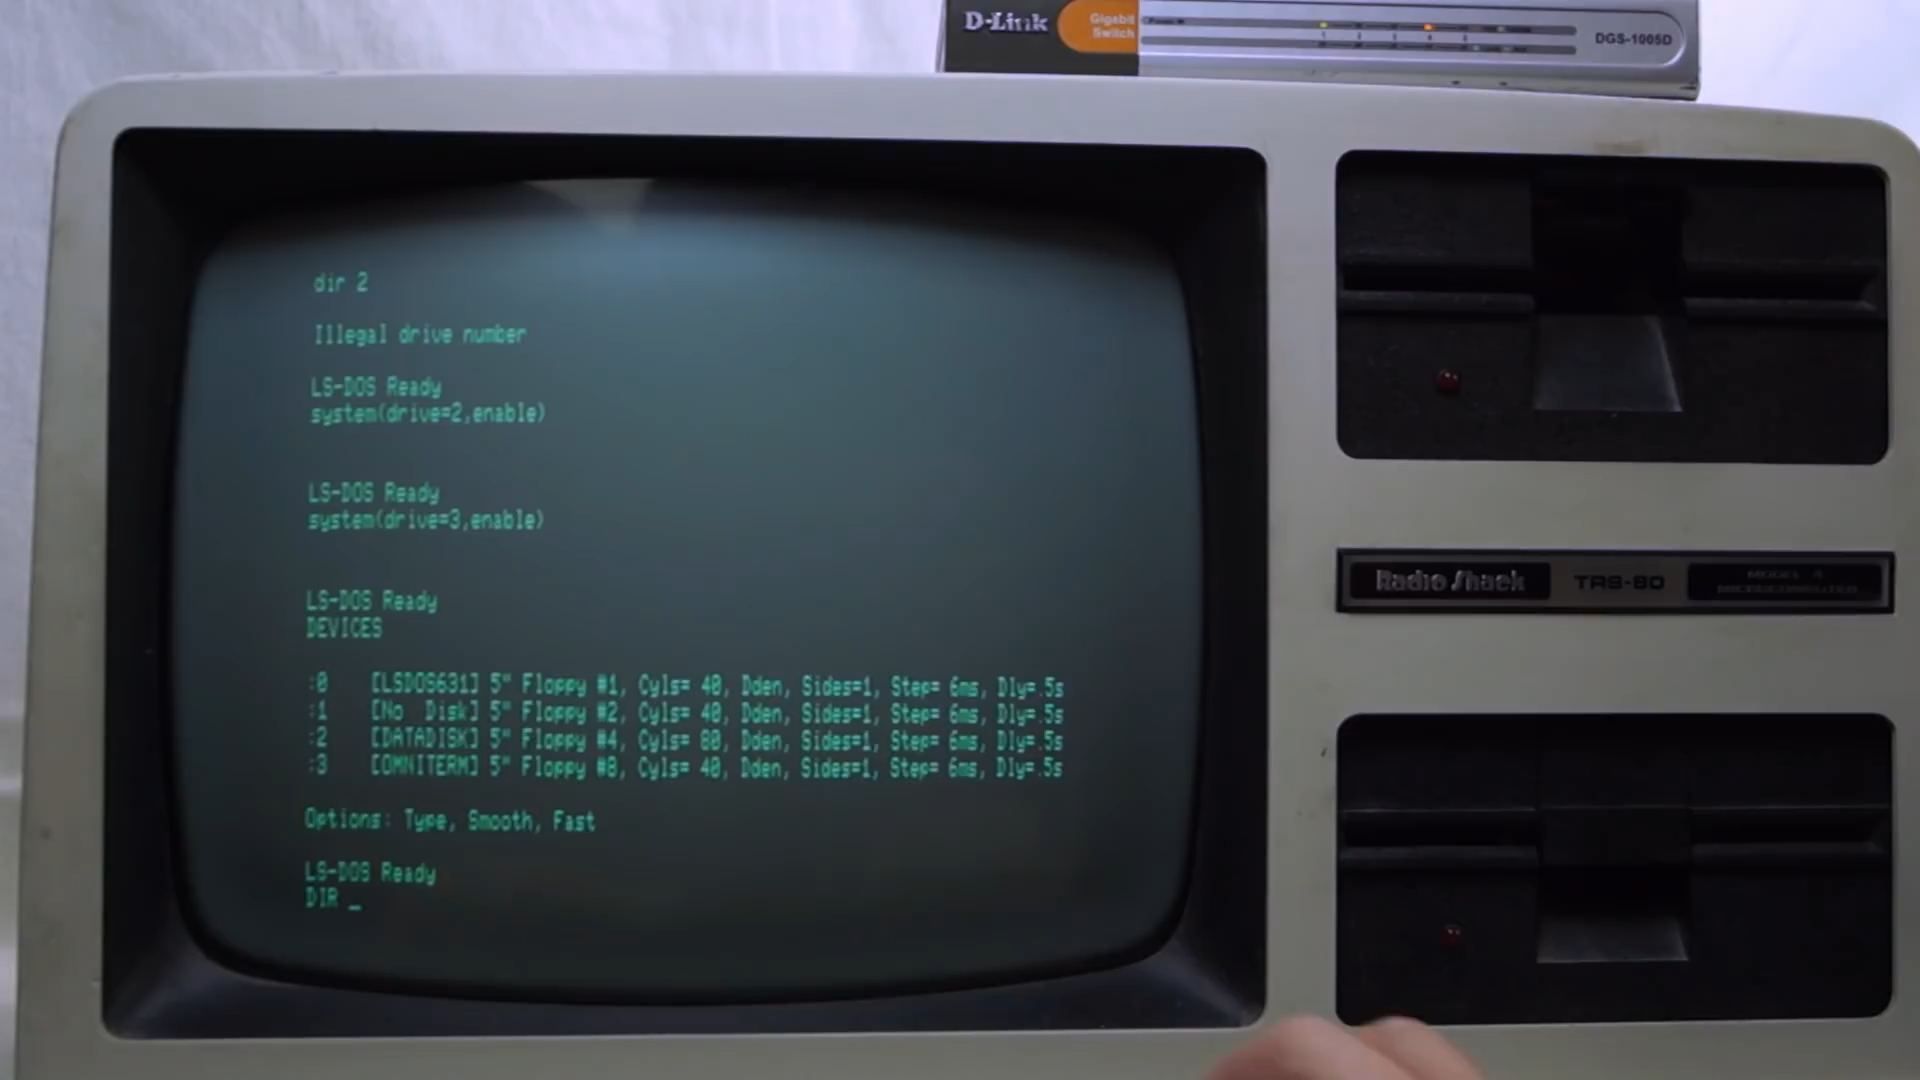 D-Link
Gigabit
Switch
DGS-1005D
dir 2
Illegal drive number
LS-DOS Ready
system(drive=2,enable)
LS-DOS Ready
system(drive=3,enable)
LS-DOS Ready
DEVICES
:0 [LSDOS631] 5" Floppy #1, Cyls= 40, Dden, Sides=1, Step= 6ms, Dly=.5s
:1 [No Disk] 5" Floppy #2, Cyls= 40, Dden, Sides=1, Step= 6ms, Dly=.5s
:2 [DATADISK] 5" Floppy #4, Cyls= 80, Dden, Sides=1, Step= 6ms, Dly=.5s
:3 [OMNITERM] 5" Floppy #8, Cyls= 40, Dden, Sides=1, Step= 6ms, Dly=.5s
Options: Type, Smooth, Fast
LS-DOS Ready
DIR _
Radio Shack
TRS-80
MODEL 4
MICROCOMPUTER